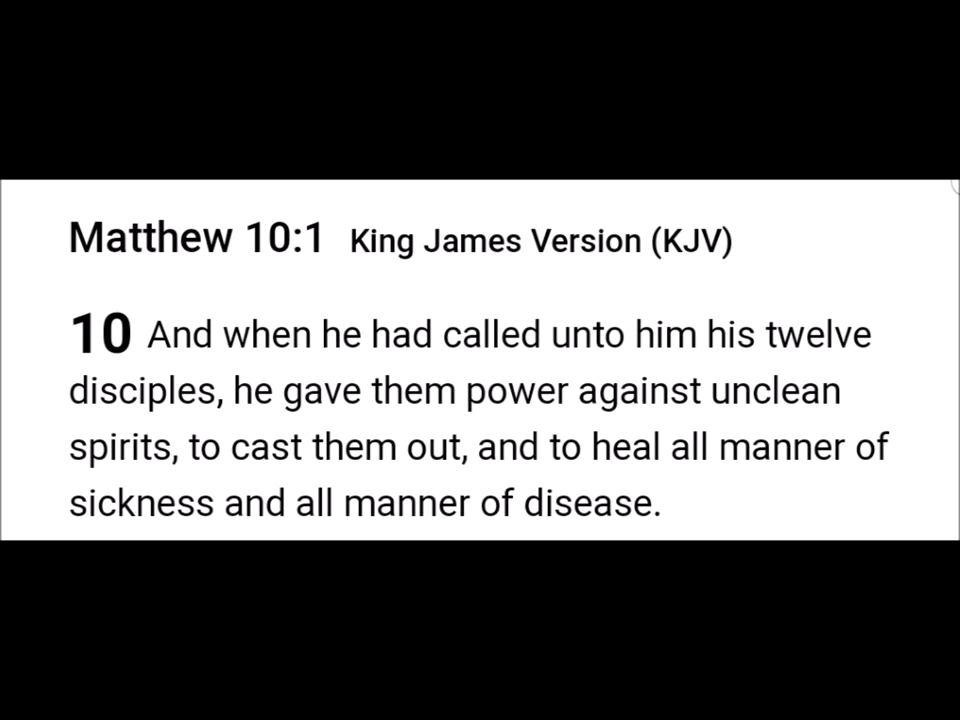 Matthew 10:1 King James Version (KJV)
10 And when he had called unto him his twelve
disciples, he gave them power against unclean
spirits, to cast them out, and to heal all manner of
sickness and all manner of disease.